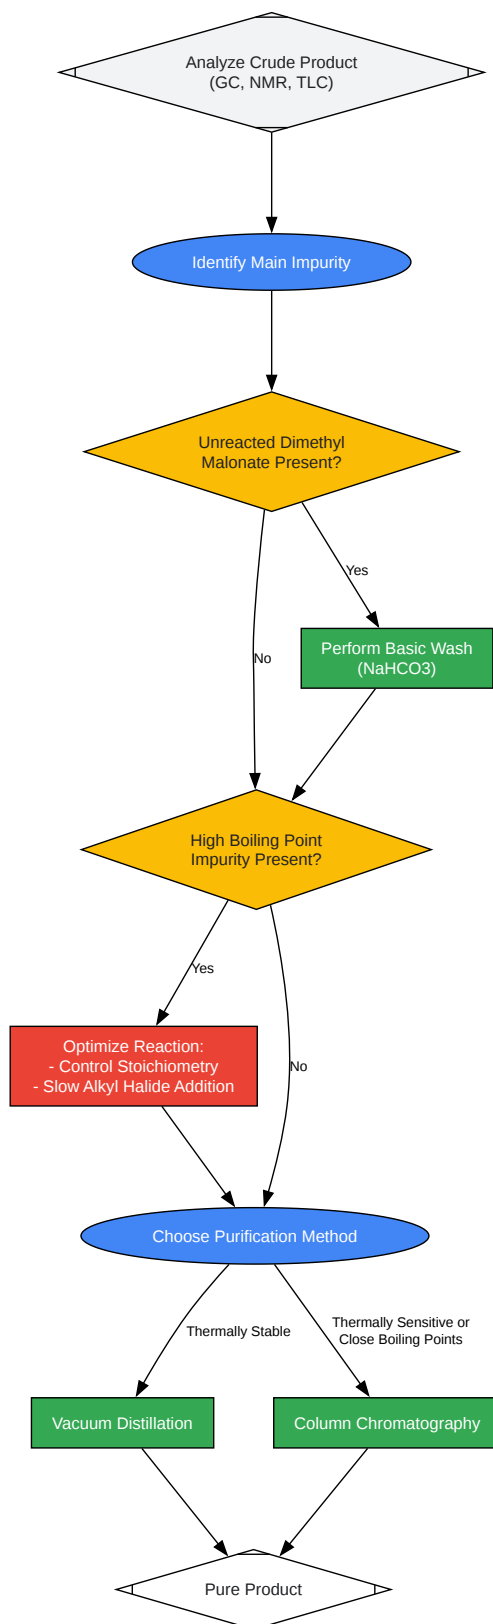 Analyze Crude Product
(GC, NMR, TLC)
Identify Main Impurity
Unreacted Dimethyl
Malonate Present?
Yes
No
Perform Basic Wash
(NaHCO3)
High Boiling Point
Impurity Present?
Yes
Optimize Reaction:
- Control Stoichiometry
- Slow Alkyl Halide Addition
No
Choose Purification Method
Thermally Stable
Thermally Sensitive or
Close Boiling Points
Vacuum Distillation
Column Chromatography
Pure Product